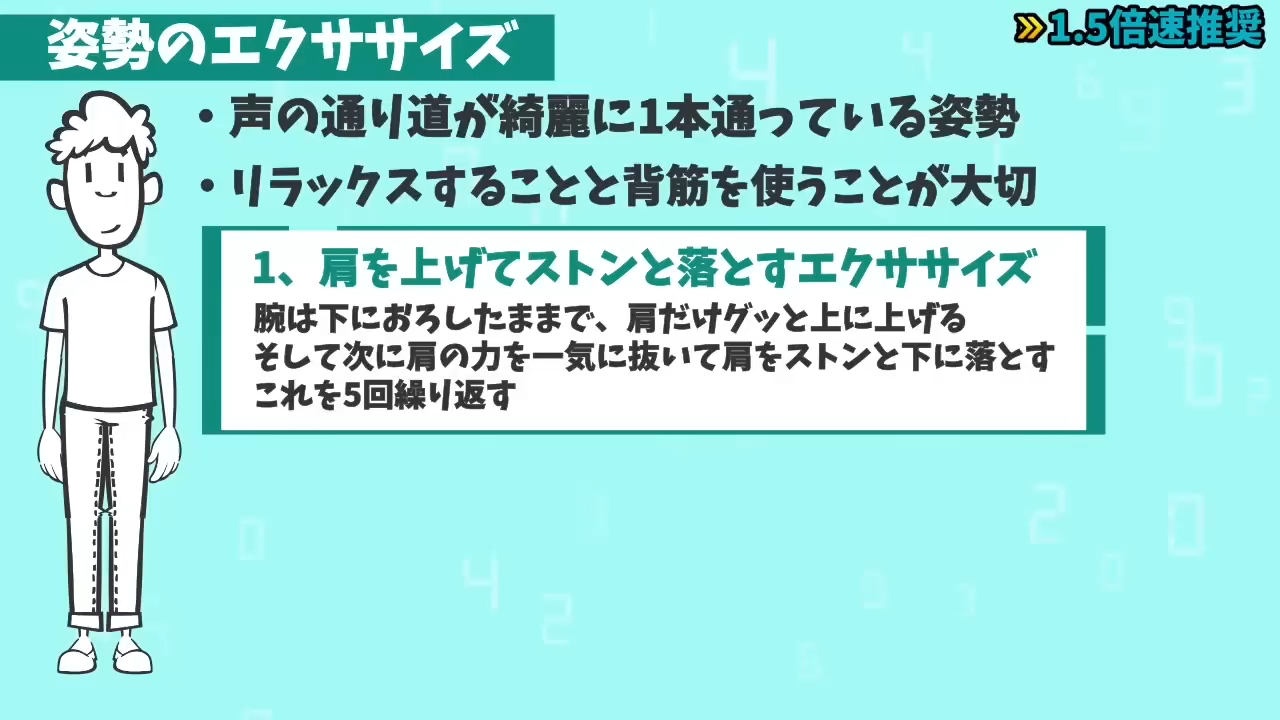 姿勢のエクササイズ
1.5倍速推奨
・声の通り道が綺麗に1本通っている姿勢
・リラックスすることと背筋を使うことが大切
1、肩を上げてストンと落とすエクササイズ
腕は下におろしたままで、肩だけグッと上に上げる
そして次に肩の力を一気に抜いて肩をストンと下に落とす
これを5回繰り返す